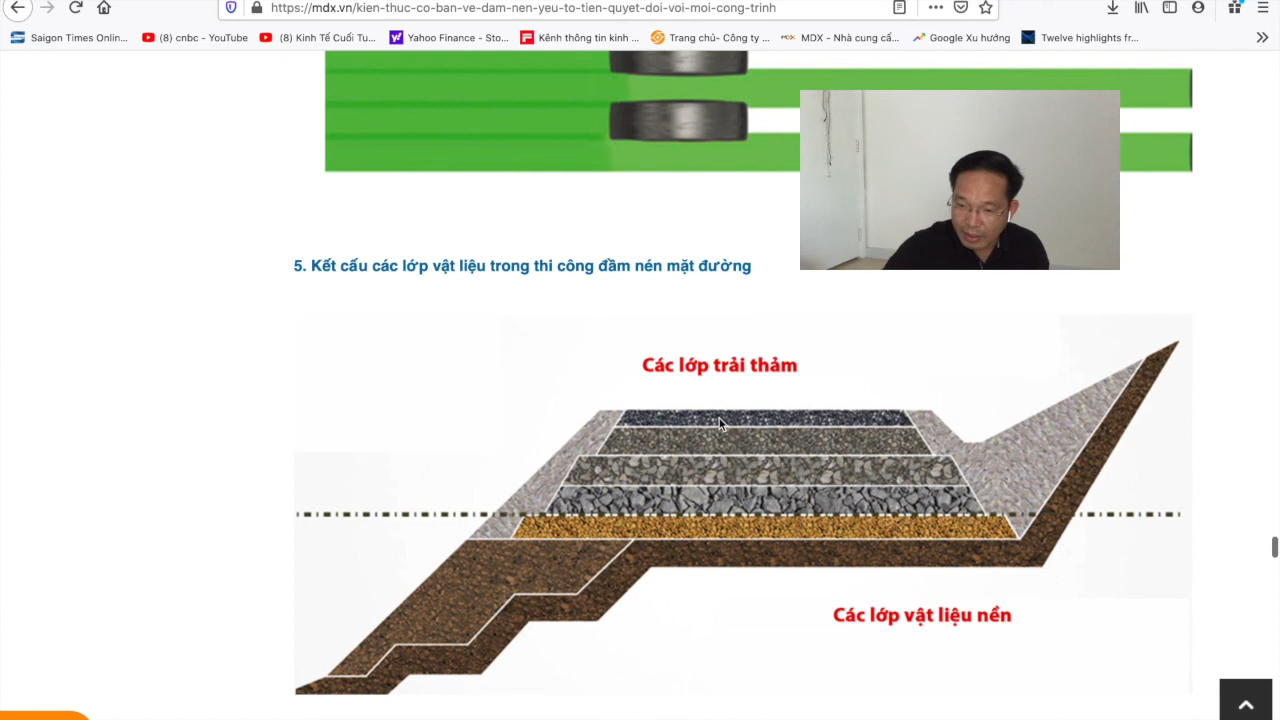 https://mdx.vn/kien-thuc-co-ban-ve-dam-nen-yeu-to-tien-quyet-doi-voi-moi-cong-trinh
Saigon Times Onlin... (8) cnbc - YouTube (8) Kinh Tế Cuối Tu... Yahoo Finance - Sto... Kênh thông tin kinh ... Trang chủ- Công ty ... MDX - Nhà cung cấ... Google Xu hướng Twelve highlights fr...
5. Kết cấu các lớp vật liệu trong thi công đầm nén mặt đường
Các lớp trải thảm
Các lớp vật liệu nền